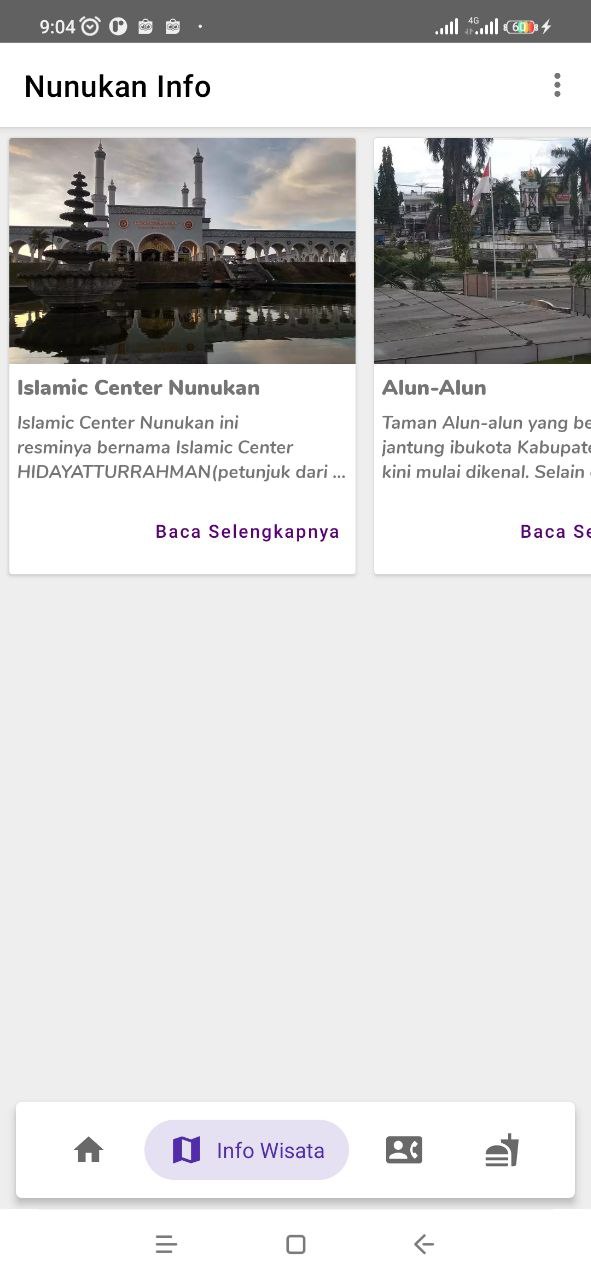 9:04
4G
60
Nunukan Info
Islamic Center Nunukan
Islamic Center Nunukan ini
resminya bernama Islamic Center
HIDAYATTURRAHMAN(petunjuk dari ...
Baca Selengkapnya
Alun-Alun
Taman Alun-alun yang be
jantung ibukota Kabupate
kini mulai dikenal. Selain
Baca Se
Info Wisata